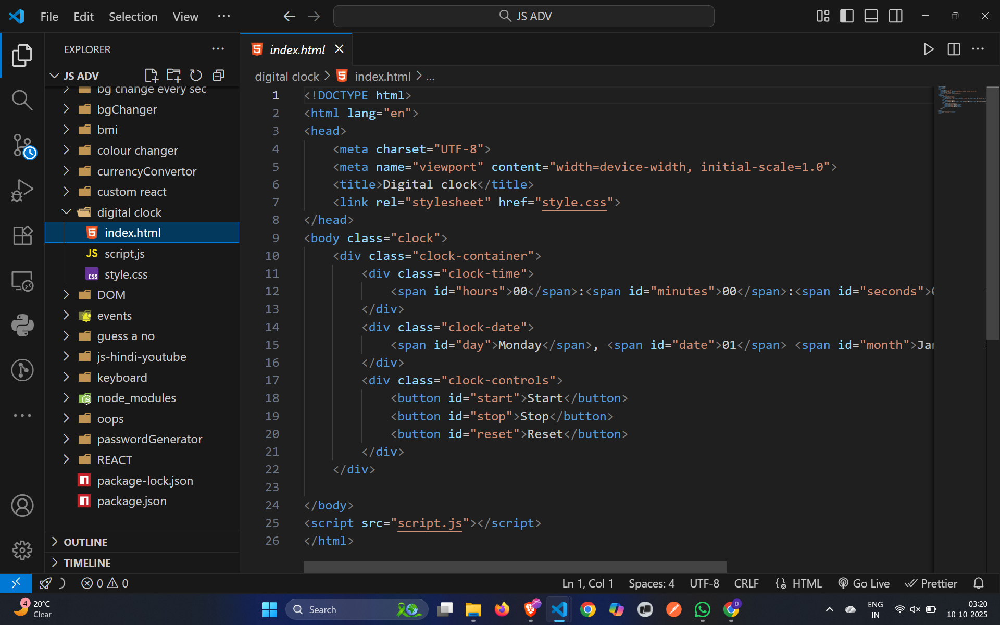 File Edit Selection View ··· JS ADV
EXPLORER ···
JS ADV
bg change every sec
bgChanger
bmi
colour changer
currencyConvertor
custom react
digital clock
index.html
JS script.js
css style.css
DOM
events
guess a no
js-hindi-youtube
keyboard
node_modules
oops
passwordGenerator
REACT
package-lock.json
package.json
OUTLINE
TIMELINE
index.html
digital clock > index.html > ...
1 <!DOCTYPE html>
2 <html lang="en">
3 <head>
4 <meta charset="UTF-8">
5 <meta name="viewport" content="width=device-width, initial-scale=1.0">
6 <title>Digital clock</title>
7 <link rel="stylesheet" href="style.css">
8 </head>
9 <body class="clock">
10 <div class="clock-container">
11 <div class="clock-time">
12 <span id="hours">00</span>:<span id="minutes">00</span>:<span id="seconds">
13 </div>
14 <div class="clock-date">
15 <span id="day">Monday</span>, <span id="date">01</span> <span id="month">Ja
16 </div>
17 <div class="clock-controls">
18 <button id="start">Start</button>
19 <button id="stop">Stop</button>
20 <button id="reset">Reset</button>
21 </div>
22 </div>
23
24 </body>
25 <script src="script.js"></script>
26 </html>
0 0 Ln 1, Col 1 Spaces: 4 UTF-8 CRLF HTML Go Live Prettier
4 20°C
Clear
Search
D
ENG
IN
03:20
10-10-2025